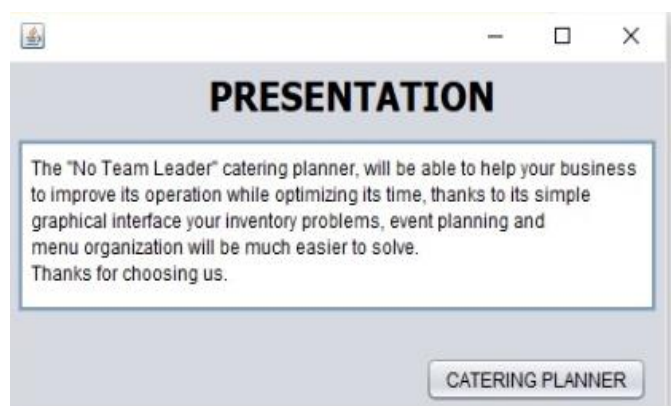 PRESENTATION
The "No Team Leader" catering planner, will be able to help your business
to improve its operation while optimizing its time, thanks to its simple
graphical interface your inventory problems, event planning and
menu organization will be much easier to solve.
Thanks for choosing us.
CATERING PLANNER